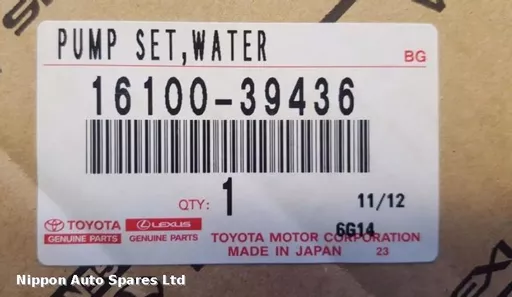 PUMP SET,WATER
BG
16100-39436
QTY: 1
11/12
6G14
TOYOTA LEXUS
GENUINE PARTS GENUINE PARTS
TOYOTA MOTOR CORPORATION
MADE IN JAPAN 23
Nippon Auto Spares Ltd